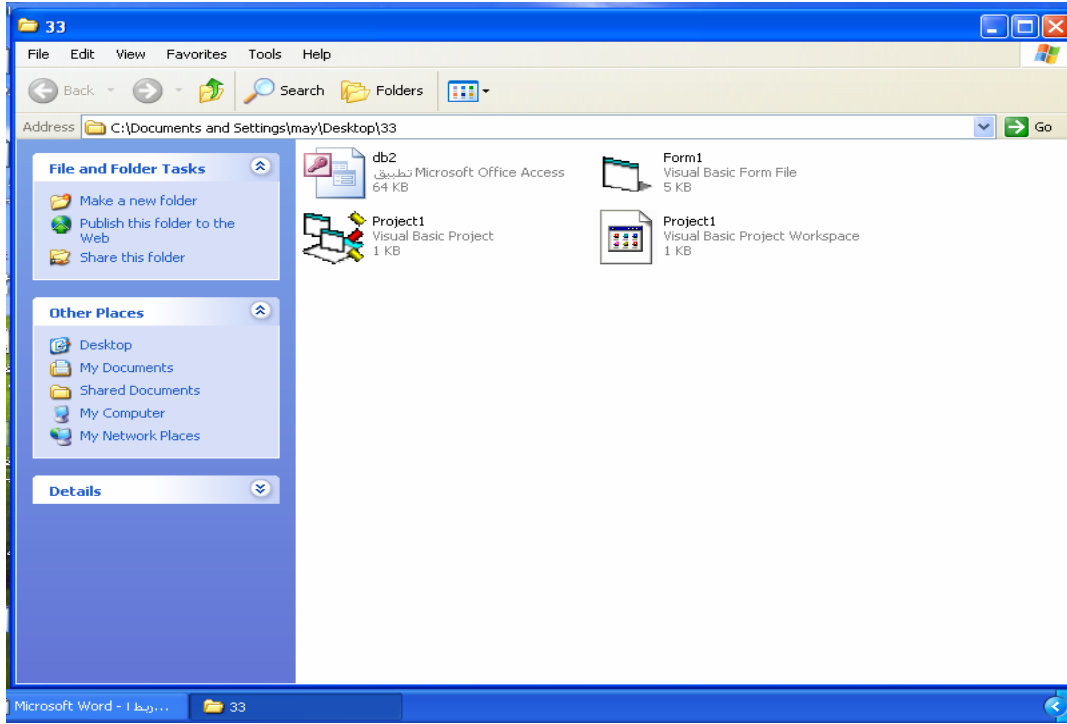 33
File Edit View Favorites Tools Help
Back Search Folders
Address C:\Documents and Settings\may\Desktop\33 Go
File and Folder Tasks
Make a new folder
Publish this folder to the
Web
Share this folder
Other Places
Desktop
My Documents
Shared Documents
My Computer
My Network Places
Details
db2
تطبيق Microsoft Office Access
64 KB
Form1
Visual Basic Form File
5 KB
Project1
Visual Basic Project
1 KB
Project1
Visual Basic Project Workspace
1 KB
Microsoft Word - ربط ا... 33